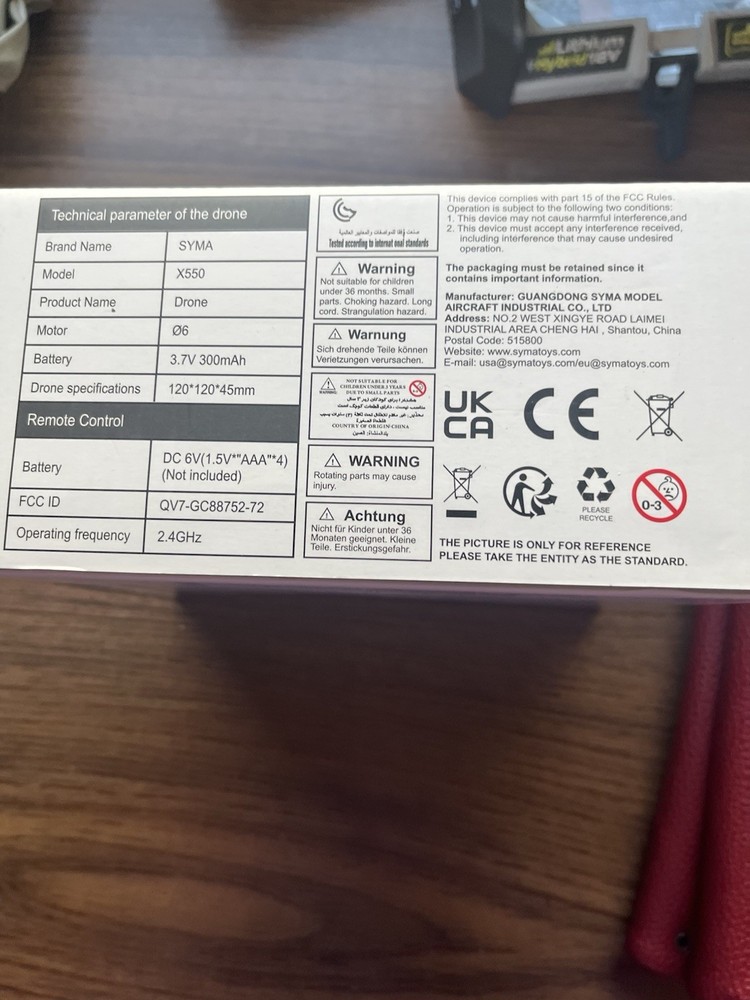 Lithium
Hybrid 18V
Technical parameter of the drone
Brand Name SYMA
Model X550
Product Name Drone
Motor Ø6
Battery 3.7V 300mAh
Drone specifications 120*120*45mm
Remote Control
Battery DC 6V(1.5V*"AAA"*4)
(Not included)
FCC ID QV7-GC88752-72
Operating frequency 2.4GHz
صنعت وفقا للمواصفات والمعايير العالمية
Tested according to internat onal standards
Warning
Not suitable for children
under 36 months. Small
parts. Choking hazard. Long
cord. Strangulation hazard.
Warnung
Sich drehende Teile können
Verletzungen verursachen.
WARNING
NOT SUITABLE FOR
CHILDREN UNDER 3 YEARS
DUE TO SMALL PARTS
COUNTRY OF ORIGIN:CHINA
WARNING
Rotating parts may cause
injury.
Achtung
Nicht für Kinder unter 36
Monaten geeignet. Kleine
Teile. Erstickungsgefahr.
This device complies with part 15 of the FCC Rules.
Operation is subject to the following two conditions:
1. This device may not cause harmful interference,and
2. This device must accept any interference received,
including interference that may cause undesired
operation.
The packaging must be retained since it
contains important information.
Manufacturer: GUANGDONG SYMA MODEL
AIRCRAFT INDUSTRIAL CO., LTD
Address: NO.2 WEST XINGYE ROAD LAIMEI
INDUSTRIAL AREA CHENG HAI , Shantou, China
Postal Code: 515800
Website: www.symatoys.com
E-mail: usa@symatoys.com/eu@symatoys.com
UK
CA
CE
PLEASE
RECYCLE
0-3
THE PICTURE IS ONLY FOR REFERENCE
PLEASE TAKE THE ENTITY AS THE STANDARD.